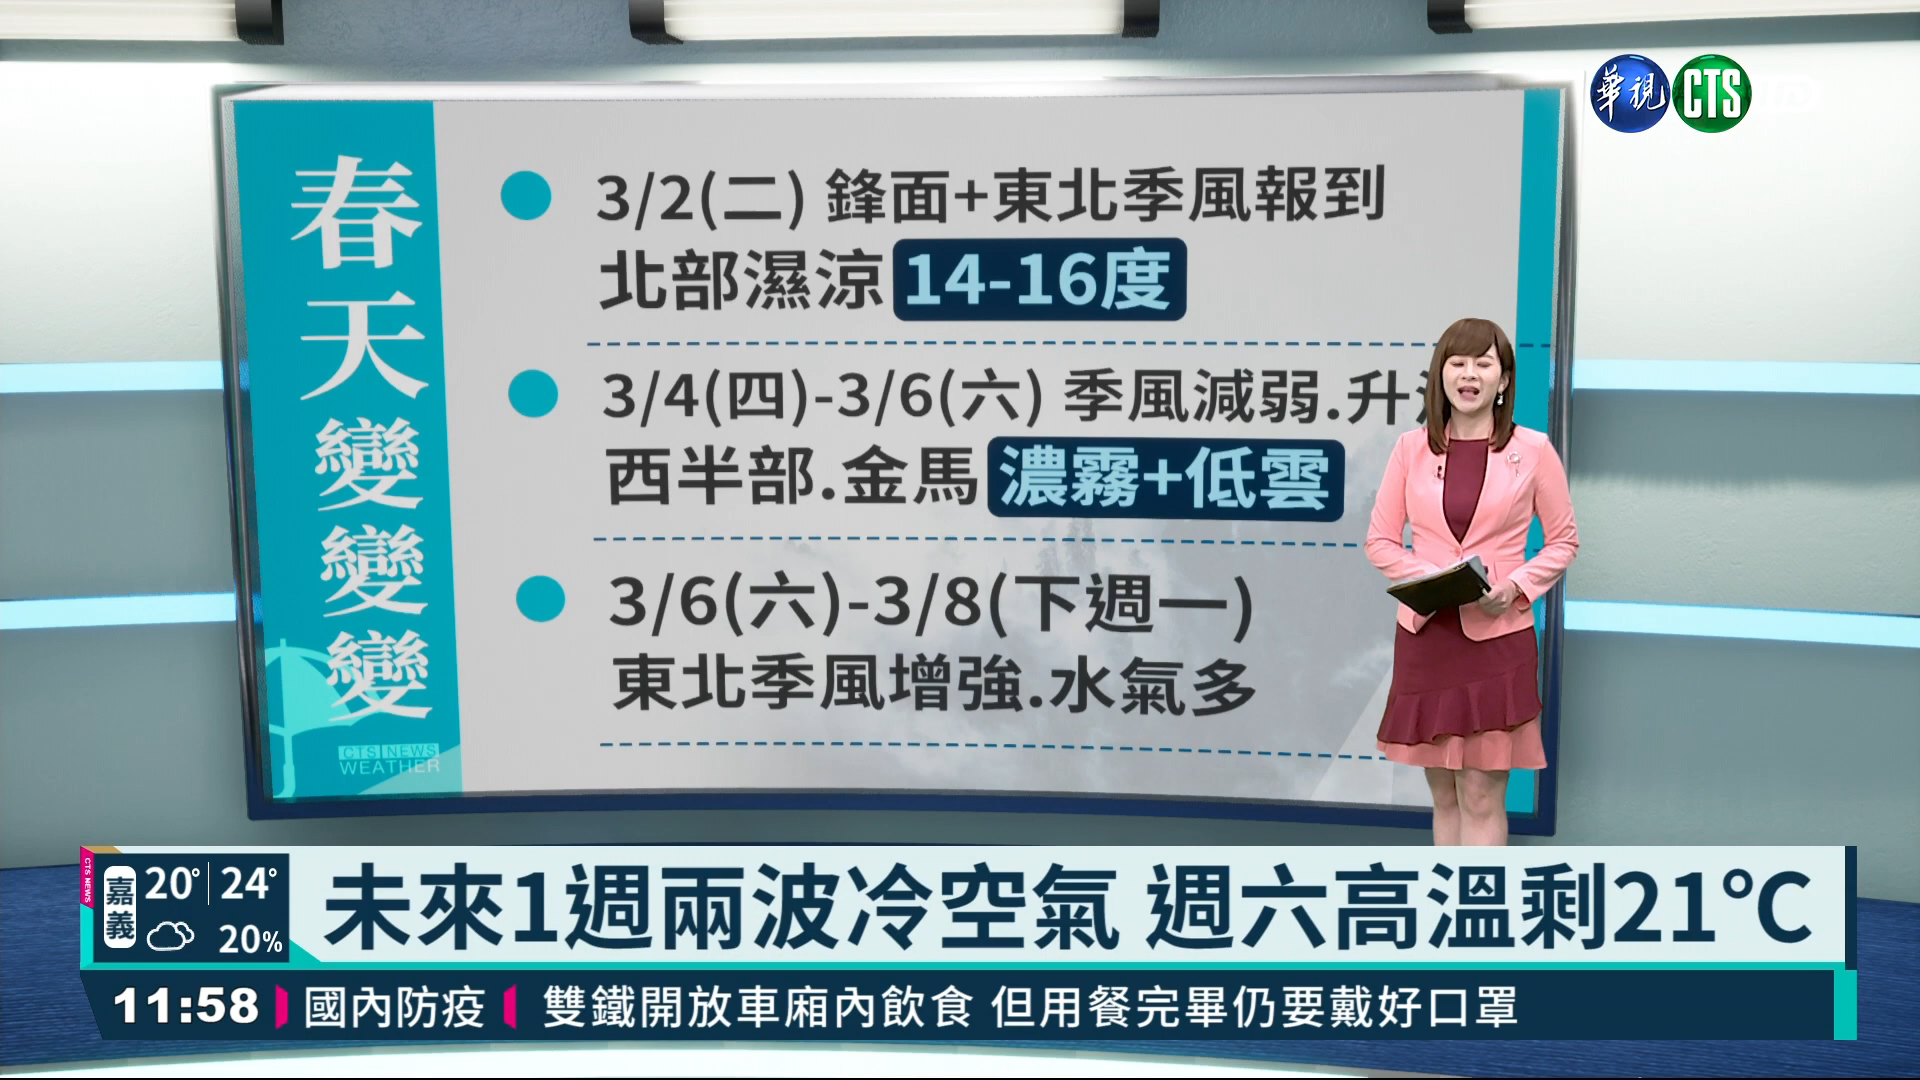 華視 CTS
春天變變變
CTS NEWS
WEATHER
3/2(二) 鋒面+東北季風報到
北部濕涼 14-16度
3/4(四)-3/6(六) 季風減弱.升
西半部.金馬 濃霧+低雲
3/6(六)-3/8(下週一)
東北季風增強.水氣多
CTS NEWS
嘉義 20° 24°
20%
未來1週兩波冷空氣 週六高溫剩21°C
11:58 國內防疫 雙鐵開放車廂內飲食 但用餐完畢仍要戴好口罩